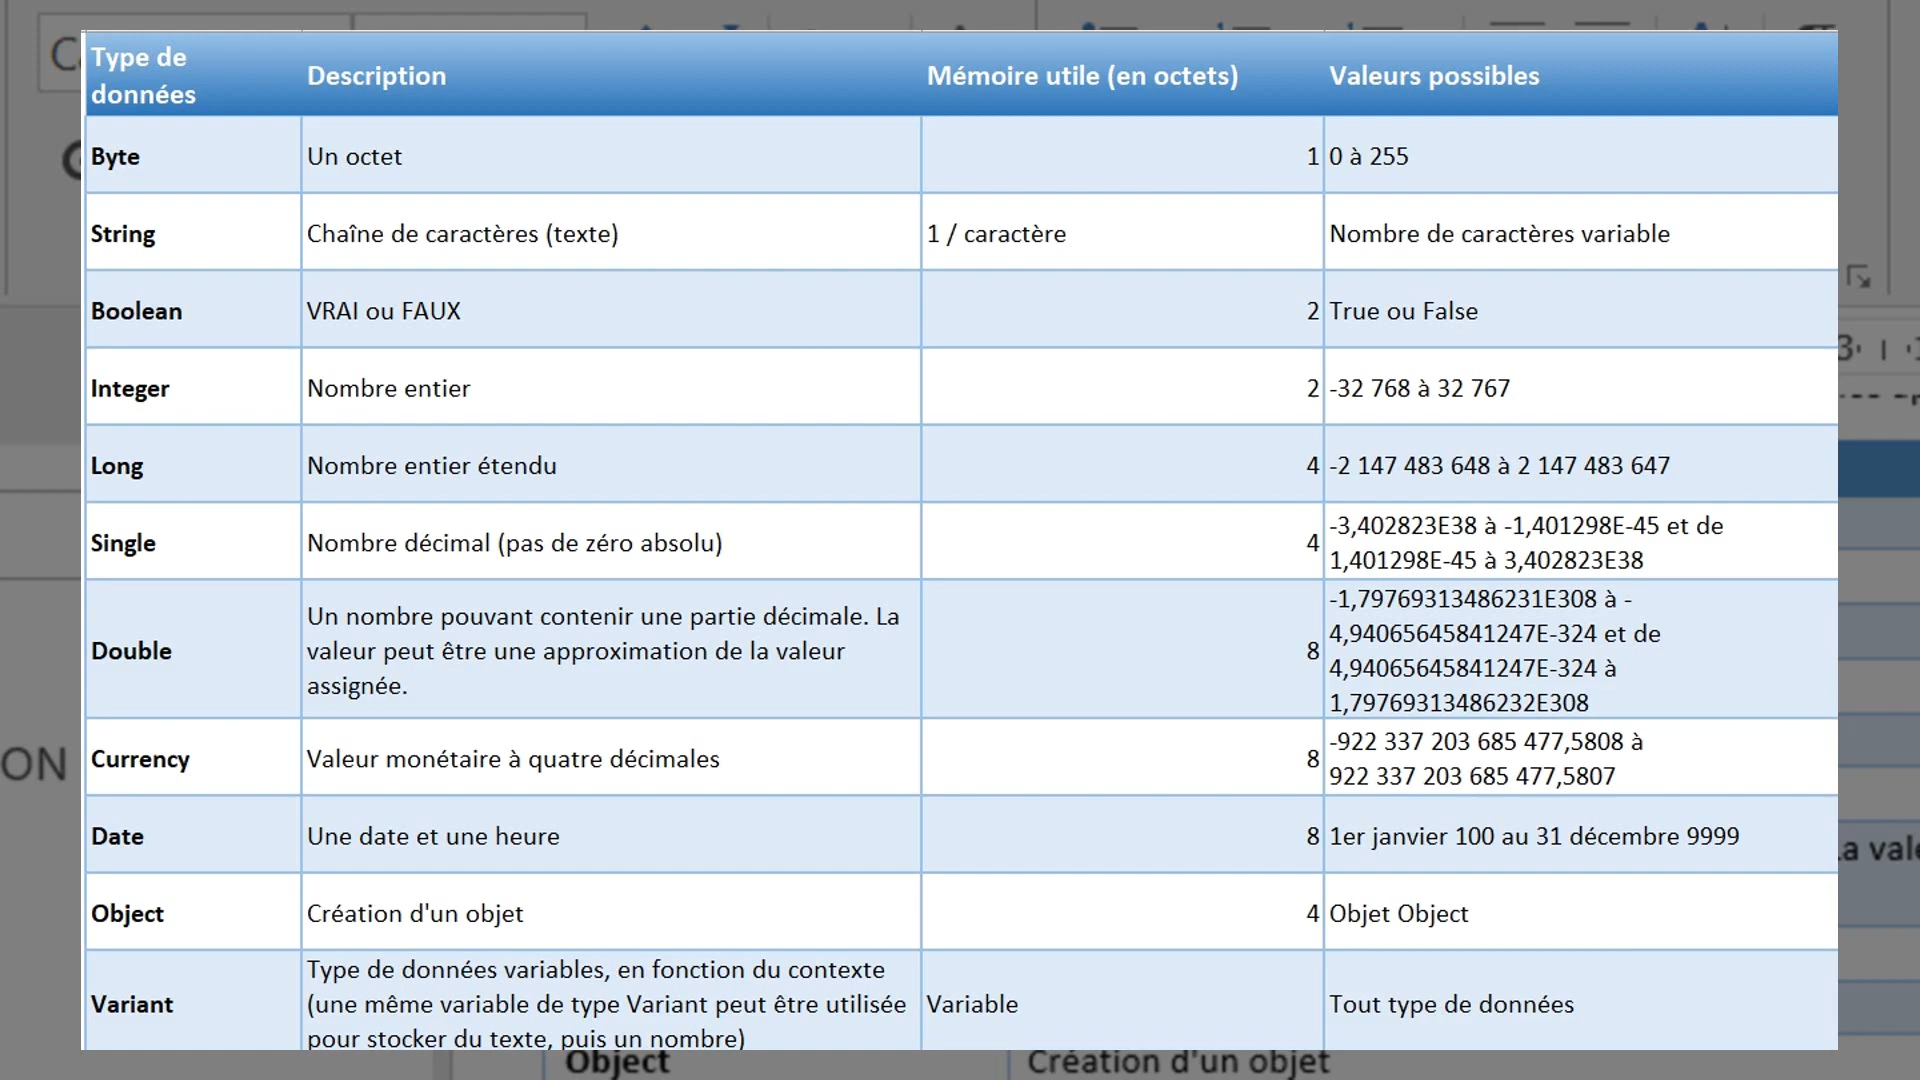 Type de
données
Description
Mémoire utile (en octets)
Valeurs possibles
Byte
Un octet
1
0 à 255
String
Chaîne de caractères (texte)
1 / caractère
Nombre de caractères variable
Boolean
VRAI ou FAUX
2
True ou False
Integer
Nombre entier
2
-32 768 à 32 767
Long
Nombre entier étendu
4
-2 147 483 648 à 2 147 483 647
Single
Nombre décimal (pas de zéro absolu)
4
-3,402823E38 à -1,401298E-45 et de
1,401298E-45 à 3,402823E38
Double
Un nombre pouvant contenir une partie décimale. La
valeur peut être une approximation de la valeur
assignée.
8
-1,79769313486231E308 à -
4,94065645841247E-324 et de
4,94065645841247E-324 à
1,79769313486232E308
Currency
Valeur monétaire à quatre décimales
8
-922 337 203 685 477,5808 à
922 337 203 685 477,5807
Date
Une date et une heure
8
1er janvier 100 au 31 décembre 9999
Object
Création d'un objet
4
Objet Object
Variant
Type de données variables, en fonction du contexte
(une même variable de type Variant peut être utilisée
pour stocker du texte, puis un nombre)
Variable
Tout type de données
ON
Object
Création d'un objet